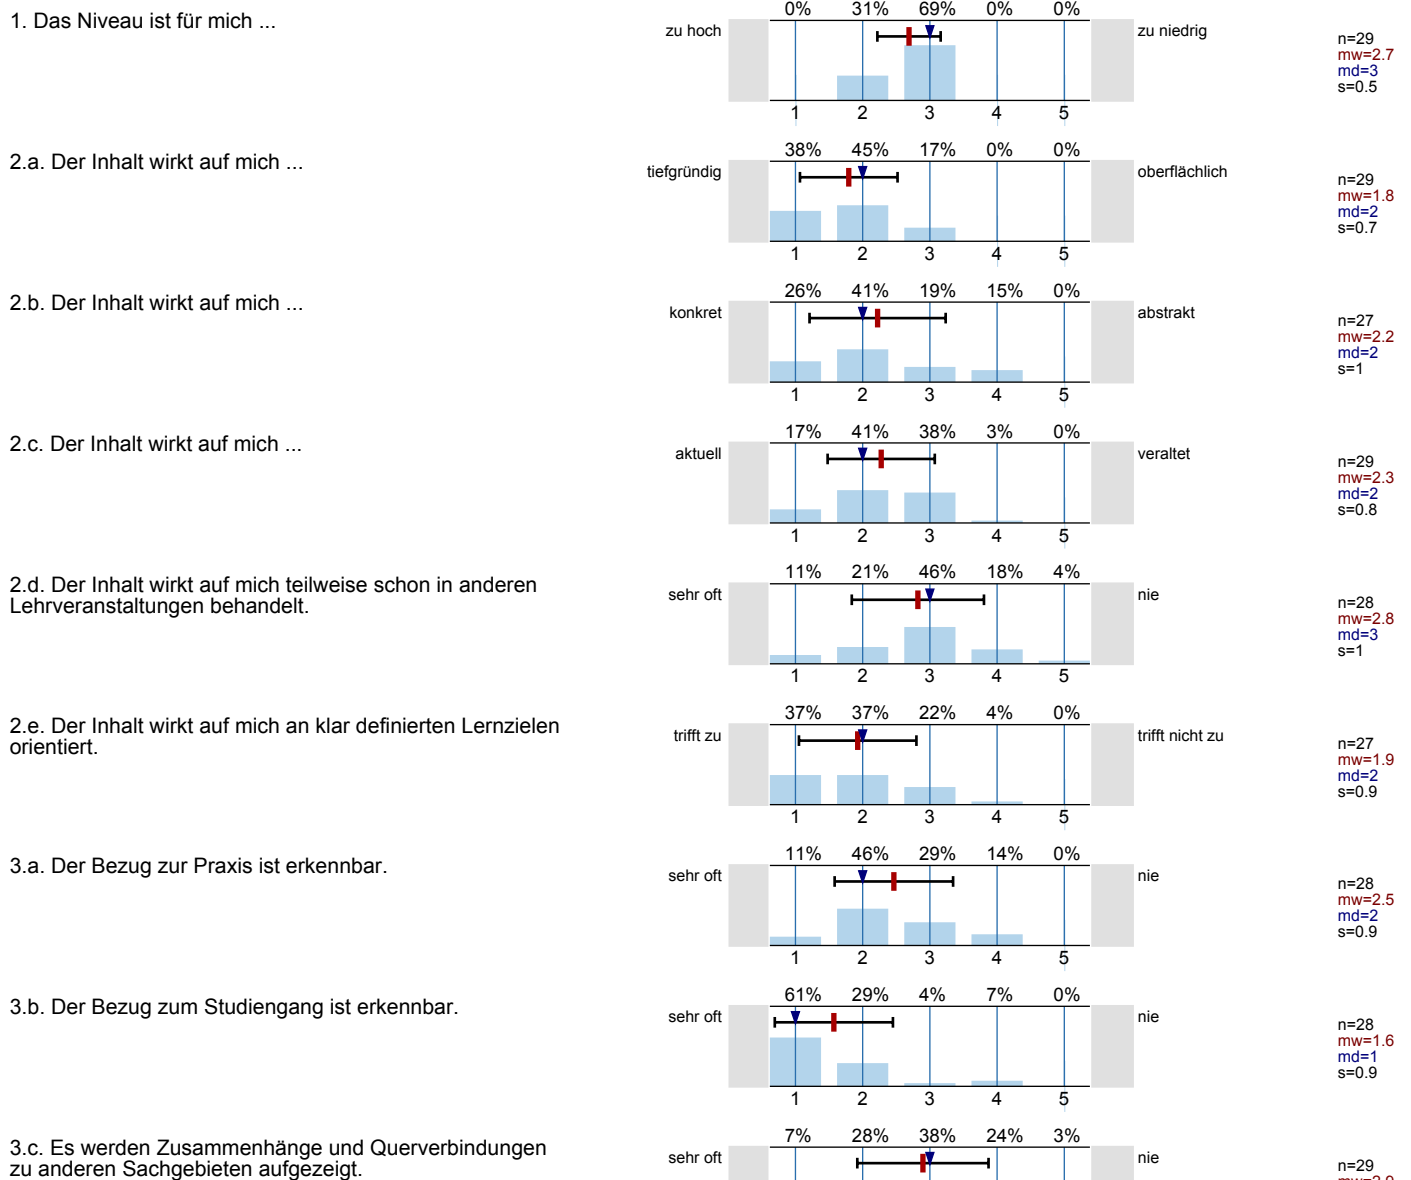 1. Das Niveau ist für mich ...
0% 31% 69% 0% 0%
zu hoch zu niedrig
n=29
mw=2.7
md=3
s=0.5
1 2 3 4 5
2.a. Der Inhalt wirkt auf mich ...
38% 45% 17% 0% 0%
tiefgründig oberflächlich
n=29
mw=1.8
md=2
s=0.7
1 2 3 4 5
2.b. Der Inhalt wirkt auf mich ...
26% 41% 19% 15% 0%
konkret abstrakt
n=27
mw=2.2
md=2
s=1
1 2 3 4 5
2.c. Der Inhalt wirkt auf mich ...
17% 41% 38% 3% 0%
aktuell veraltet
n=29
mw=2.3
md=2
s=0.8
1 2 3 4 5
2.d. Der Inhalt wirkt auf mich teilweise schon in anderen
Lehrveranstaltungen behandelt.
11% 21% 46% 18% 4%
sehr oft nie
n=28
mw=2.8
md=3
s=1
1 2 3 4 5
2.e. Der Inhalt wirkt auf mich an klar definierten Lernzielen
orientiert.
37% 37% 22% 4% 0%
trifft zu trifft nicht zu
n=27
mw=1.9
md=2
s=0.9
1 2 3 4 5
3.a. Der Bezug zur Praxis ist erkennbar.
11% 46% 29% 14% 0%
sehr oft nie
n=28
mw=2.5
md=2
s=0.9
1 2 3 4 5
3.b. Der Bezug zum Studiengang ist erkennbar.
61% 29% 4% 7% 0%
sehr oft nie
n=28
mw=1.6
md=1
s=0.9
1 2 3 4 5
3.c. Es werden Zusammenhänge und Querverbindungen
zu anderen Sachgebieten aufgezeigt.
7% 28% 38% 24% 3%
sehr oft nie
n=29